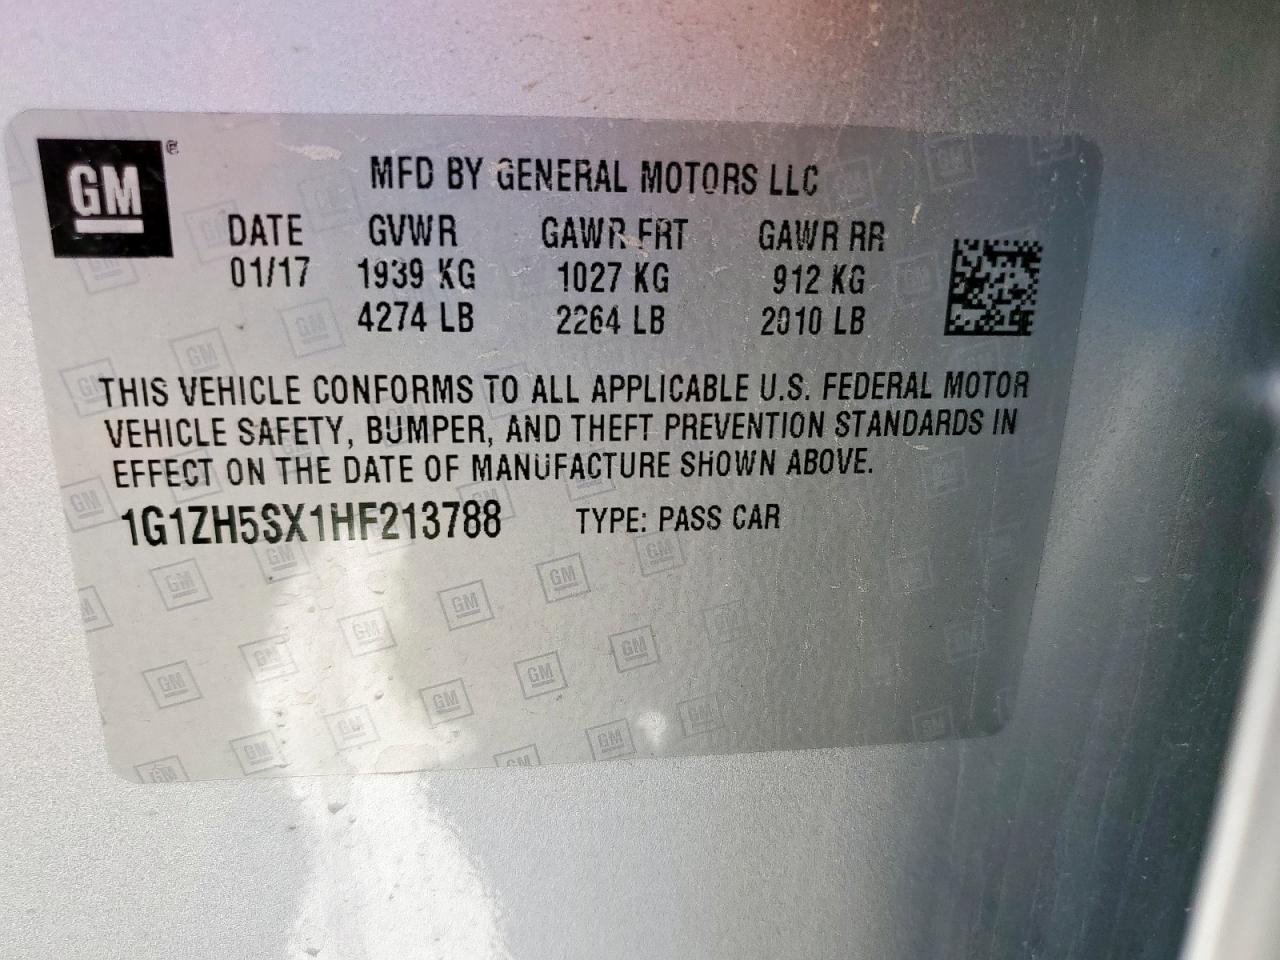 GM
MFD BY GENERAL MOTORS LLC
DATE GVWR GAWR FRT GAWR RR
01/17 1939 KG 1027 KG 912 KG
4274 LB 2264 LB 2010 LB
THIS VEHICLE CONFORMS TO ALL APPLICABLE U.S. FEDERAL MOTOR
VEHICLE SAFETY, BUMPER, AND THEFT PREVENTION STANDARDS IN
EFFECT ON THE DATE OF MANUFACTURE SHOWN ABOVE.
1G1ZH5SX1HF213788 TYPE: PASS CAR